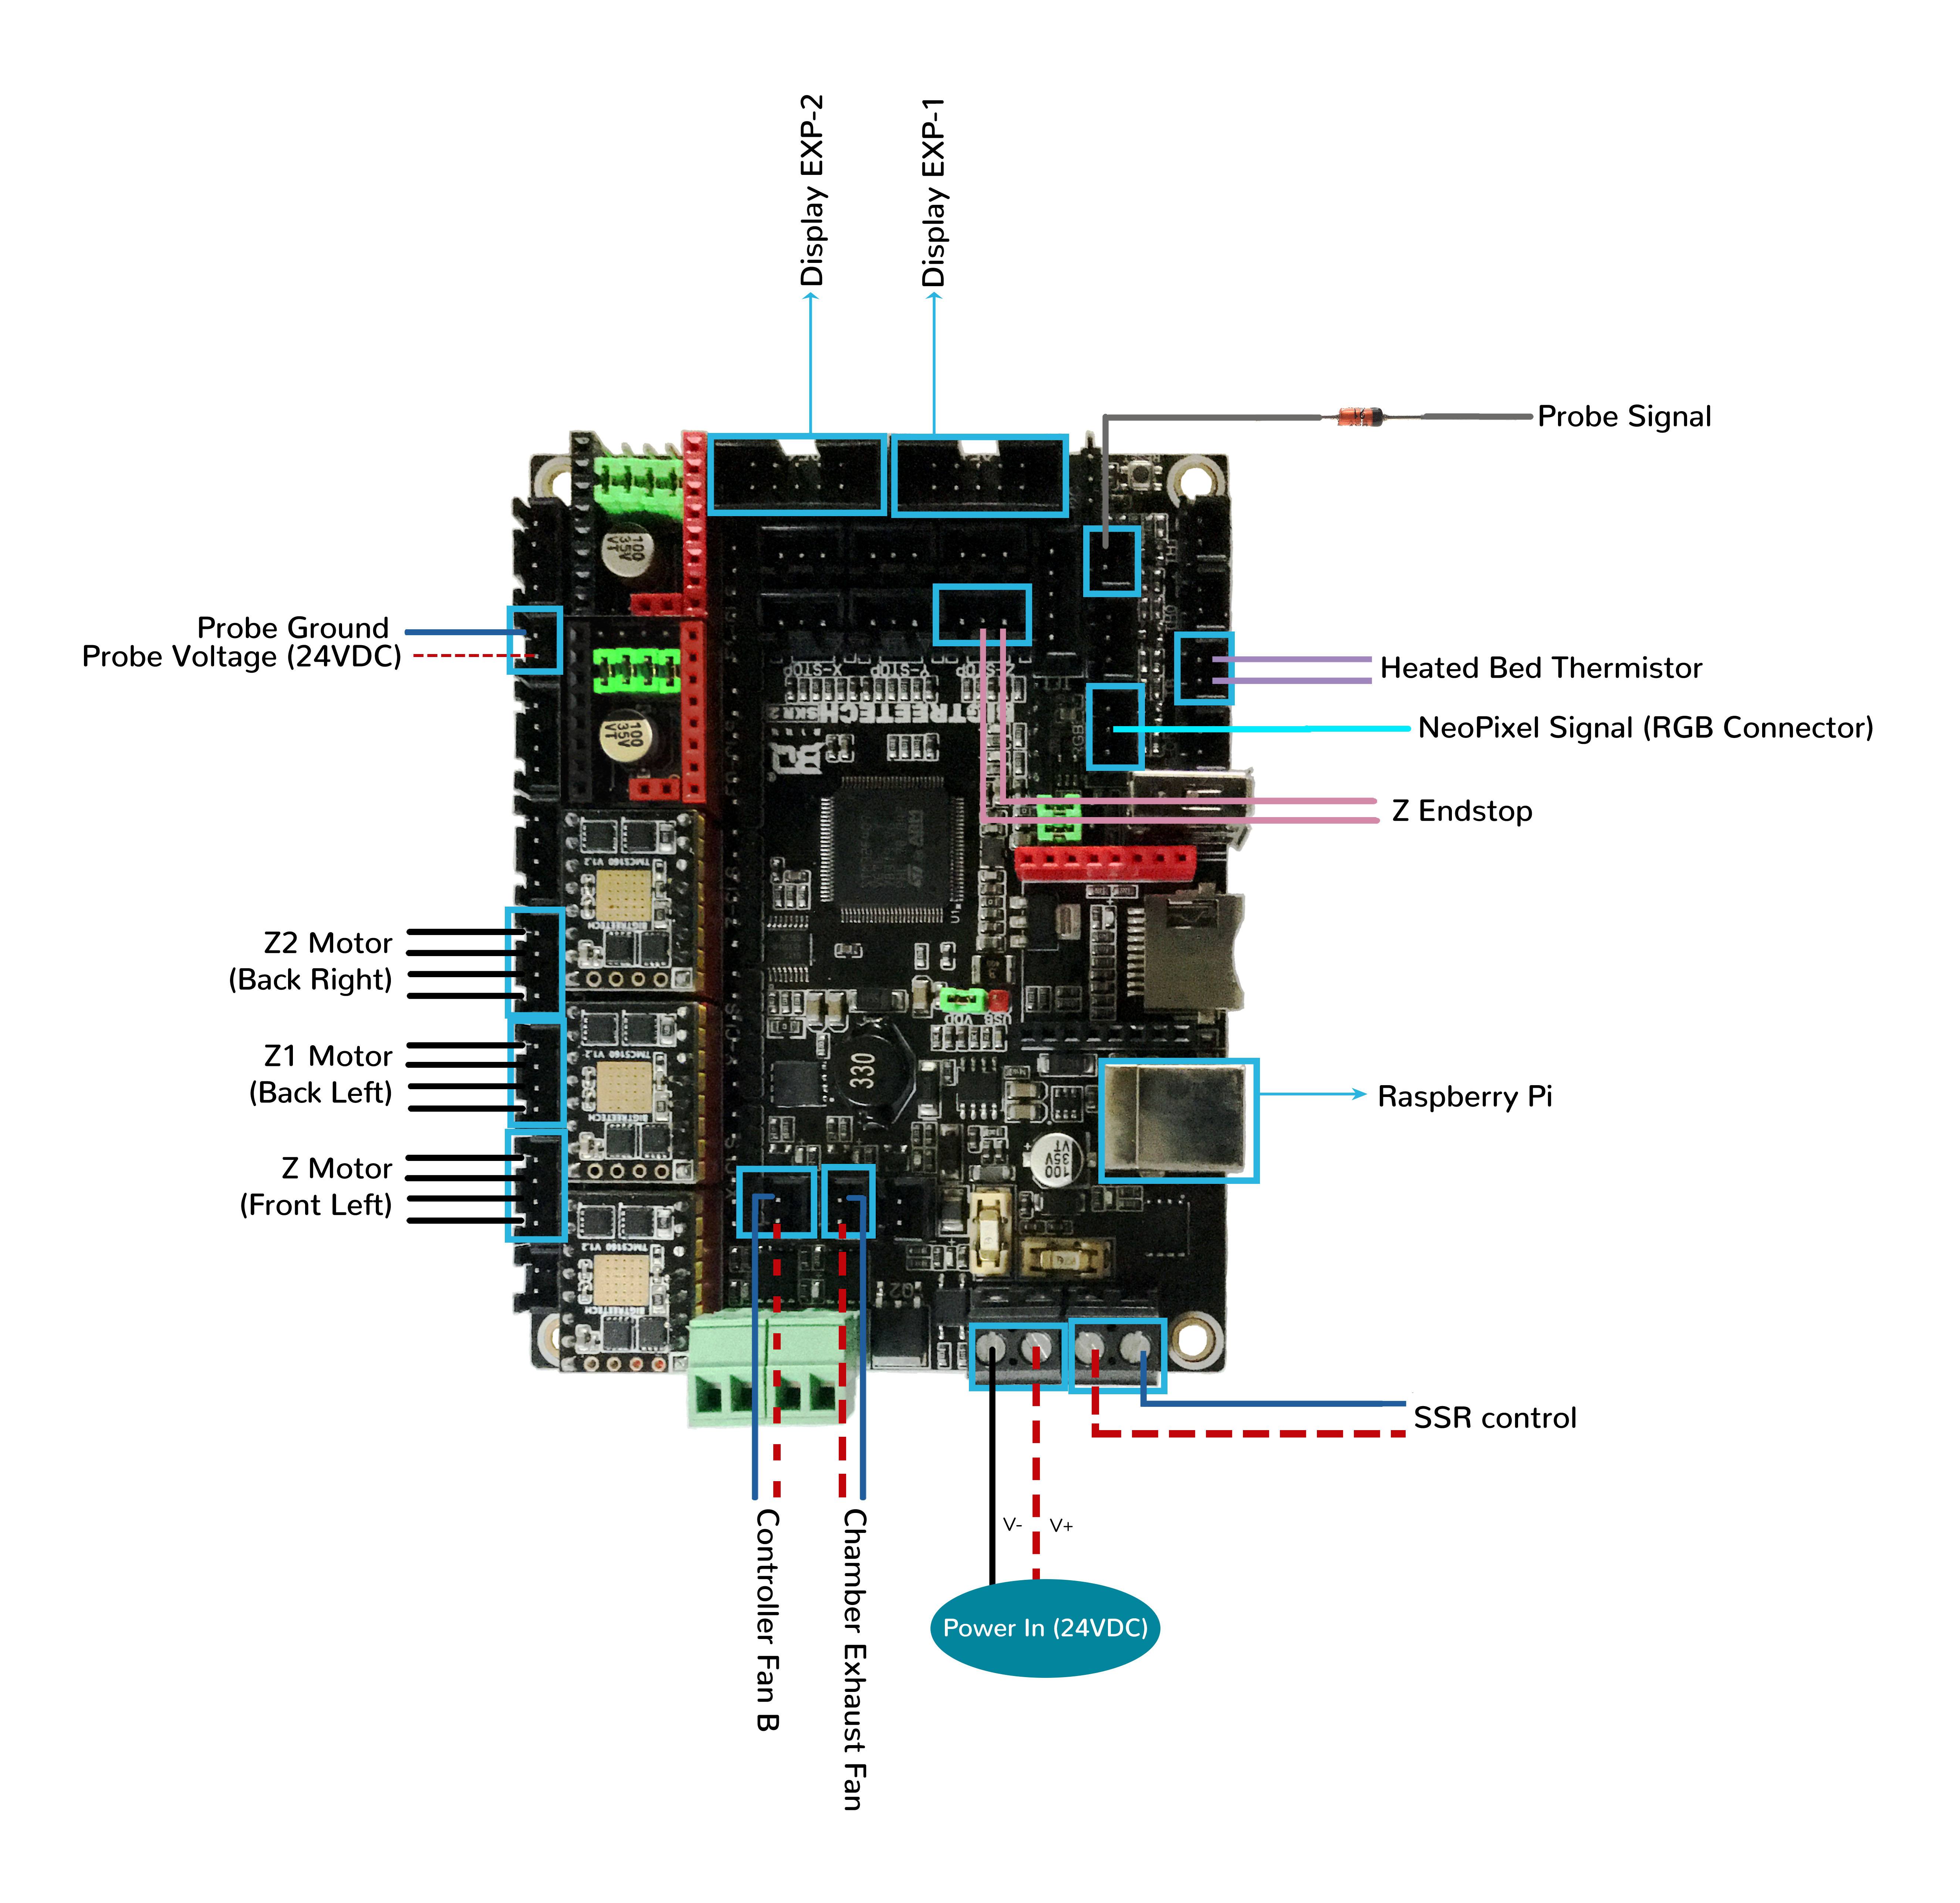 Display EXP-2
Display EXP-1
Probe Signal
Probe Ground
Probe Voltage (24VDC)
Heated Bed Thermistor
NeoPixel Signal (RGB Connector)
Z Endstop
Z2 Motor
(Back Right)
Z1 Motor
(Back Left)
Z Motor
(Front Left)
Raspberry Pi
SSR control
Controller Fan B
Chamber Exhaust Fan
V-
V+
Power In (24VDC)
100
35V
VT
100
35V
VT
X-STOP
Y-STOP
Z-STOP
SKR 2
RGB
TMC5160 V1.2
BIGTREETECH
TMC5160 V1.2
BIGTREETECH
TMC5160 V1.2
BIGTREETECH
VDD
USB
330
100
35V
VT
Q2